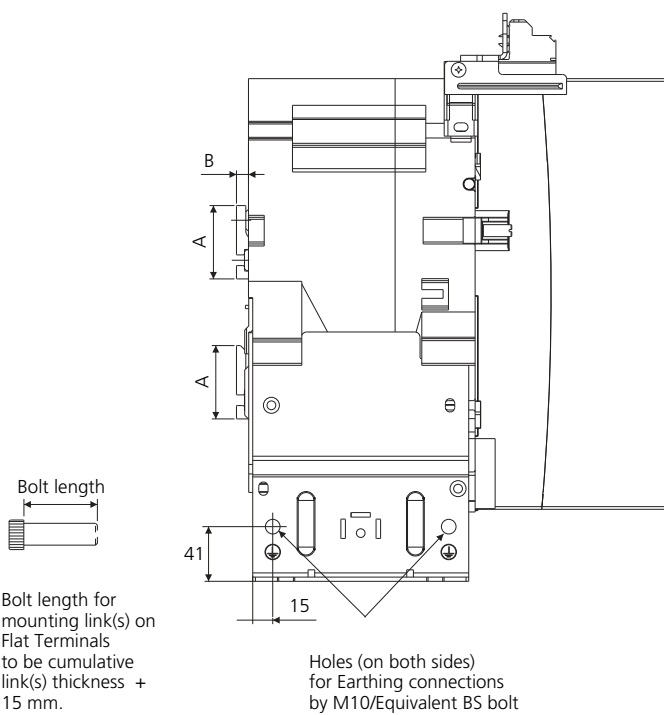 B
A
A
Bolt length
41
15
Bolt length for
mounting link(s) on
Flat Terminals
to be cumulative
link(s) thickness +
15 mm.
Holes (on both sides)
for Earthing connections
by M10/Equivalent BS bolt